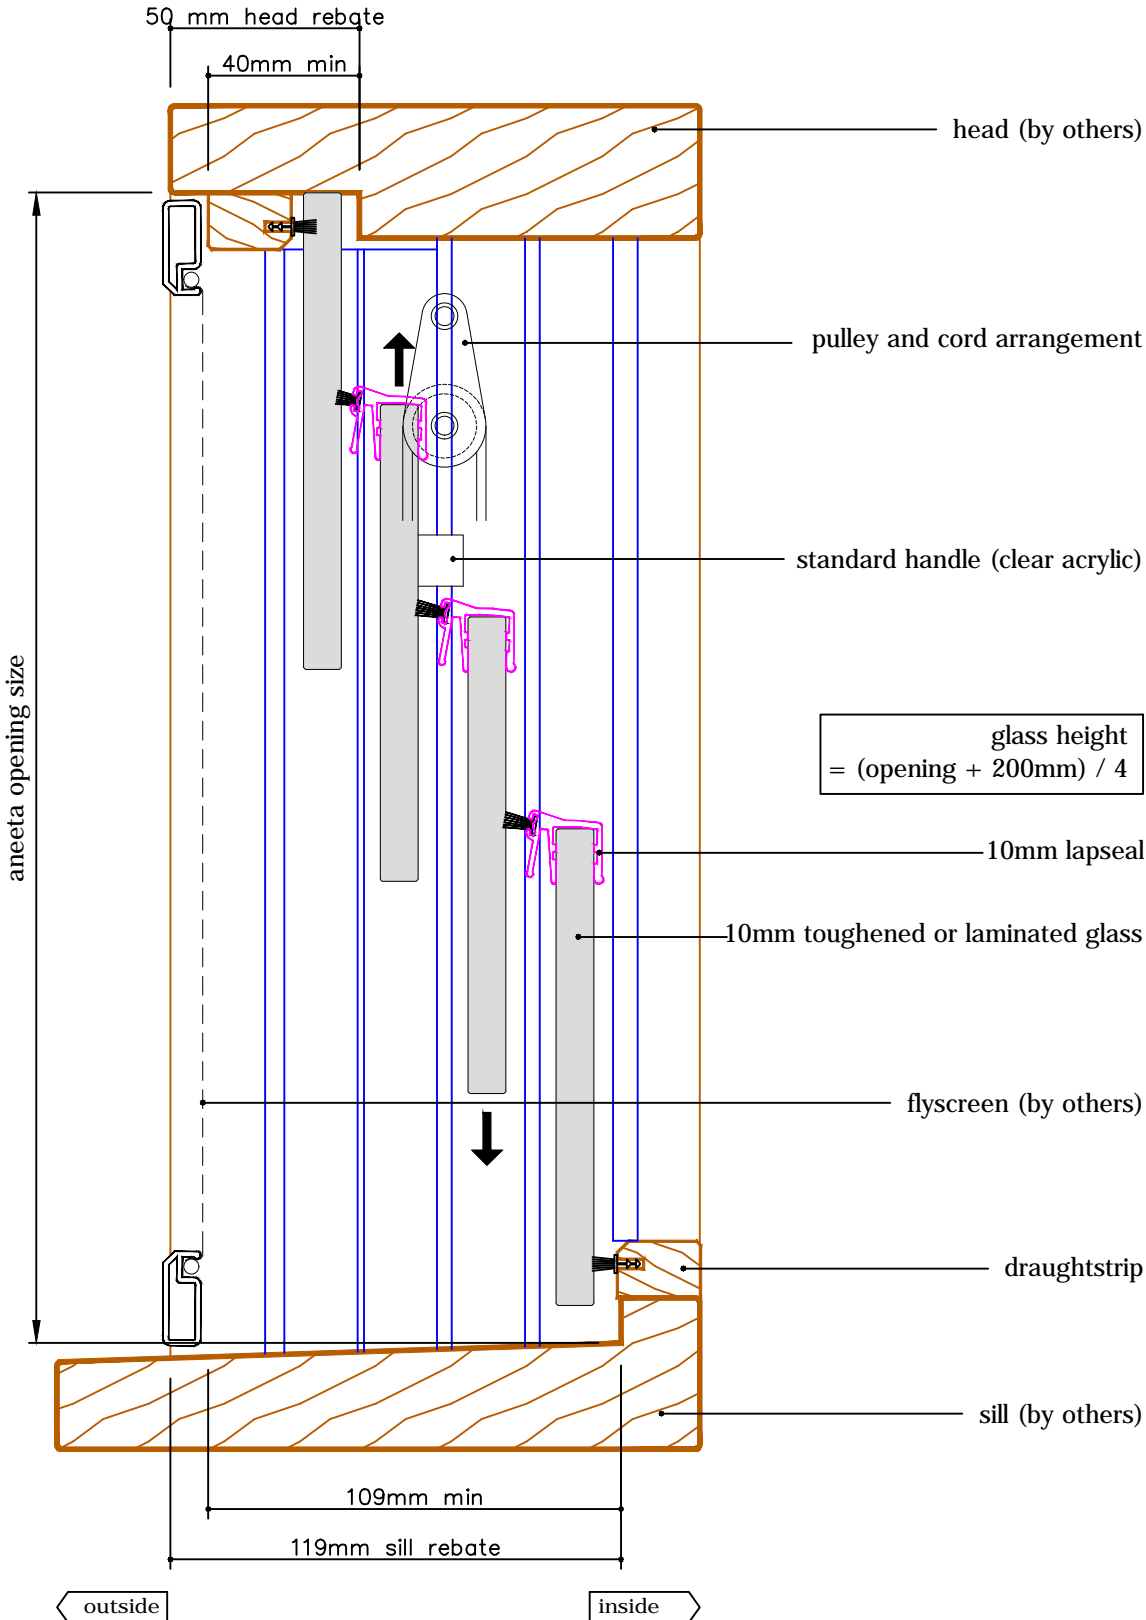 50 mm head rebate
40mm min
head (by others)
pulley and cord arrangement
standard handle (clear acrylic)
aneeta opening size
glass height
= (opening + 200mm) / 4
10mm lapseal
10mm toughened or laminated glass
flyscreen (by others)
draughtstrip
sill (by others)
109mm min
119mm sill rebate
outside
inside